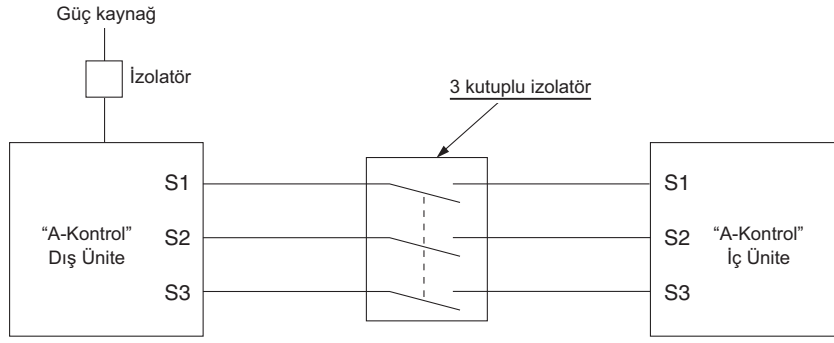 Güç kaynağı
İzolatör
3 kutuplu izolatör
S1
S2
S3
“A-Kontrol”
Dış Ünite
S1
S2
S3
“A-Kontrol”
İç Ünite